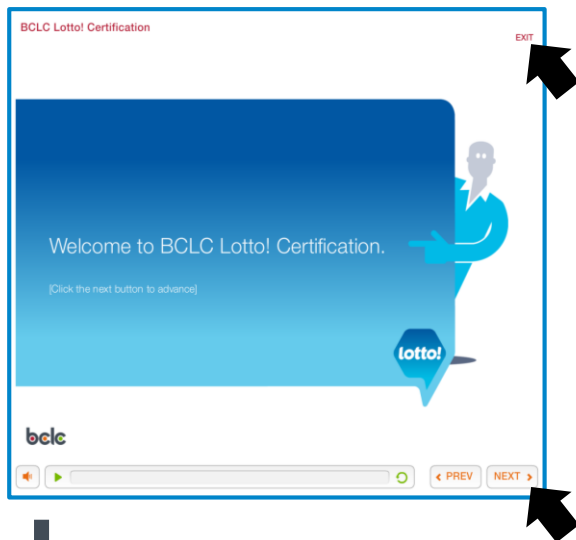 BCLC Lotto! Certification
EXIT
Welcome to BCLC Lotto! Certification.
[Click the next button to advance]
lotto!
bclc
PREV
NEXT